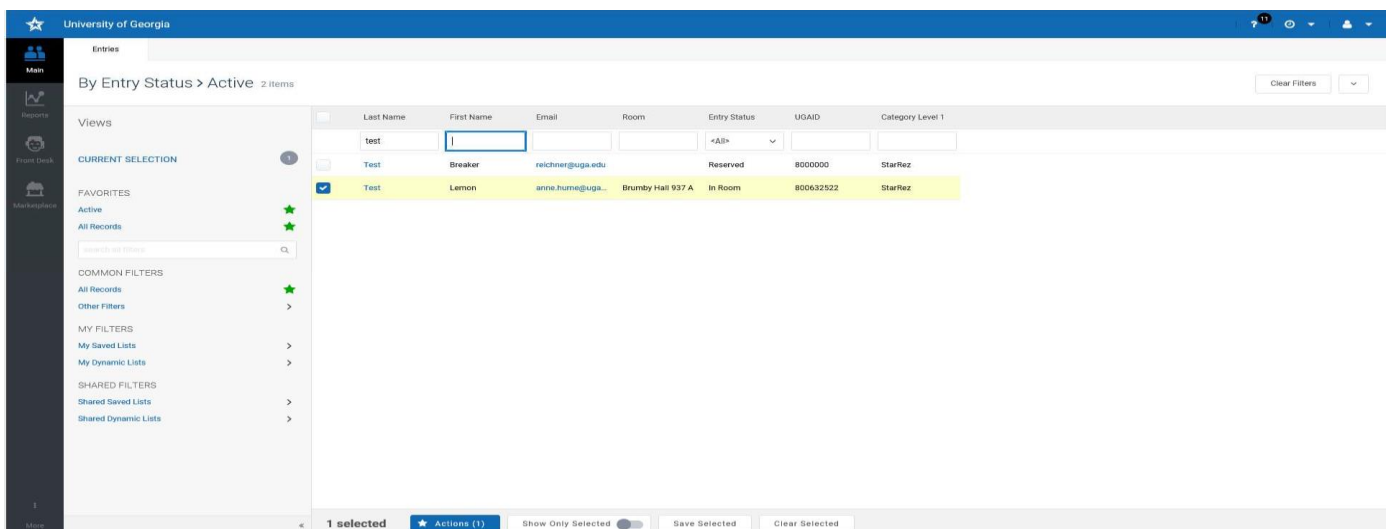 University of Georgia
? 11
Main
Reports
Front Desk
Marketplace
More
Entries
By Entry Status > Active 2 items
Clear Filters
Views
CURRENT SELECTION 1
FAVORITES
Active
All Records
COMMON FILTERS
All Records
Other Filters >
MY FILTERS
My Saved Lists >
My Dynamic Lists >
SHARED FILTERS
Shared Saved Lists >
Shared Dynamic Lists >
«
Last Name First Name Email Room Entry Status UGAID Category Level 1
test <All>
Test Breaker reichner@uga.edu Reserved 8000000 StarRez
Test Lemon anne.hume@uga... Brumby Hall 937 A In Room 800632522 StarRez
1 selected Actions (1) Show Only Selected Save Selected Clear Selected